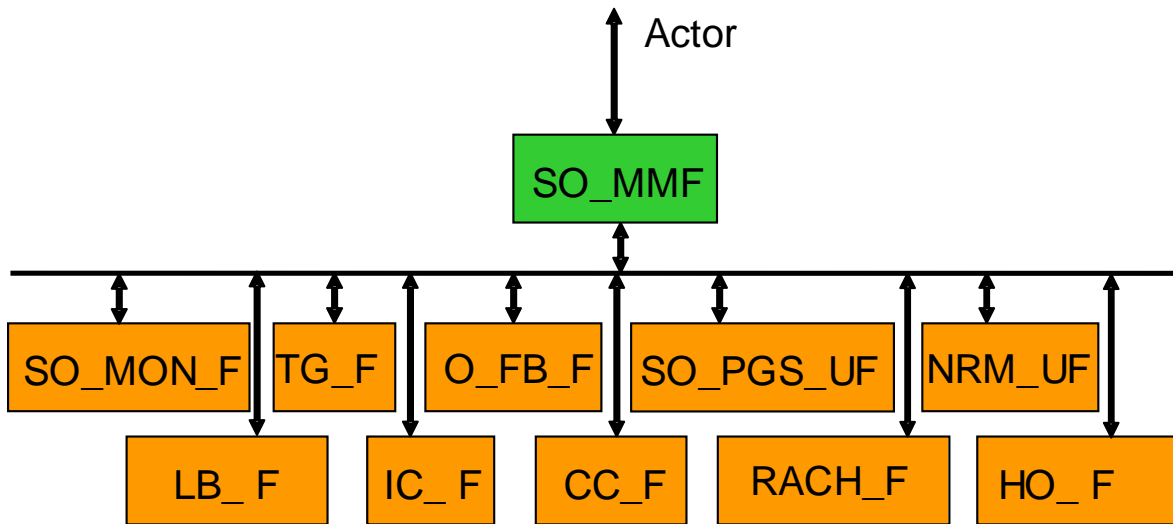 Actor
SO_MMF
SO_MON_F
TG_F
O_FB_F
SO_PGS_UF
NRM_UF
LB_ F
IC_ F
CC_F
RACH_F
HO_ F